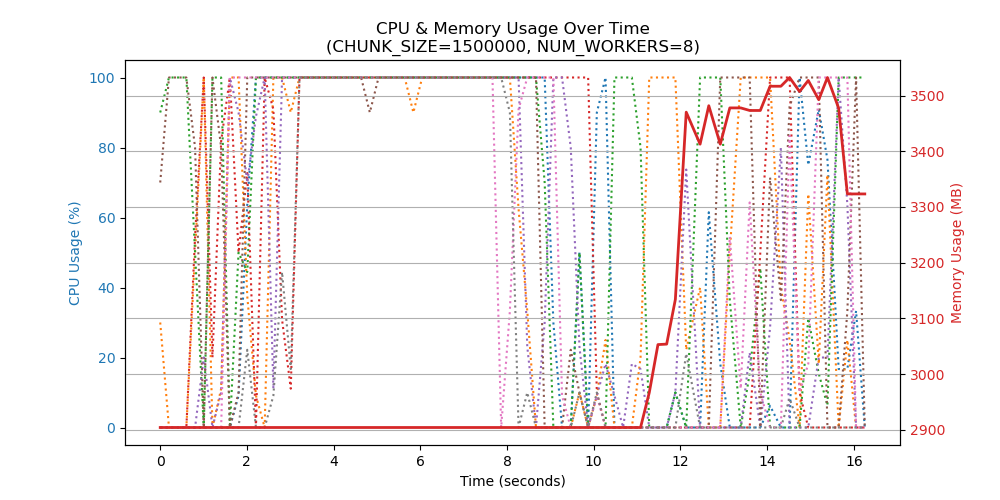 CPU & Memory Usage Over Time
(CHUNK_SIZE=1500000, NUM_WORKERS=8)
100
80
60
40
20
0
CPU Usage (%)
3500
3400
3300
3200
3100
3000
2900
Memory Usage (MB)
0 2 4 6 8 10 12 14 16
Time (seconds)